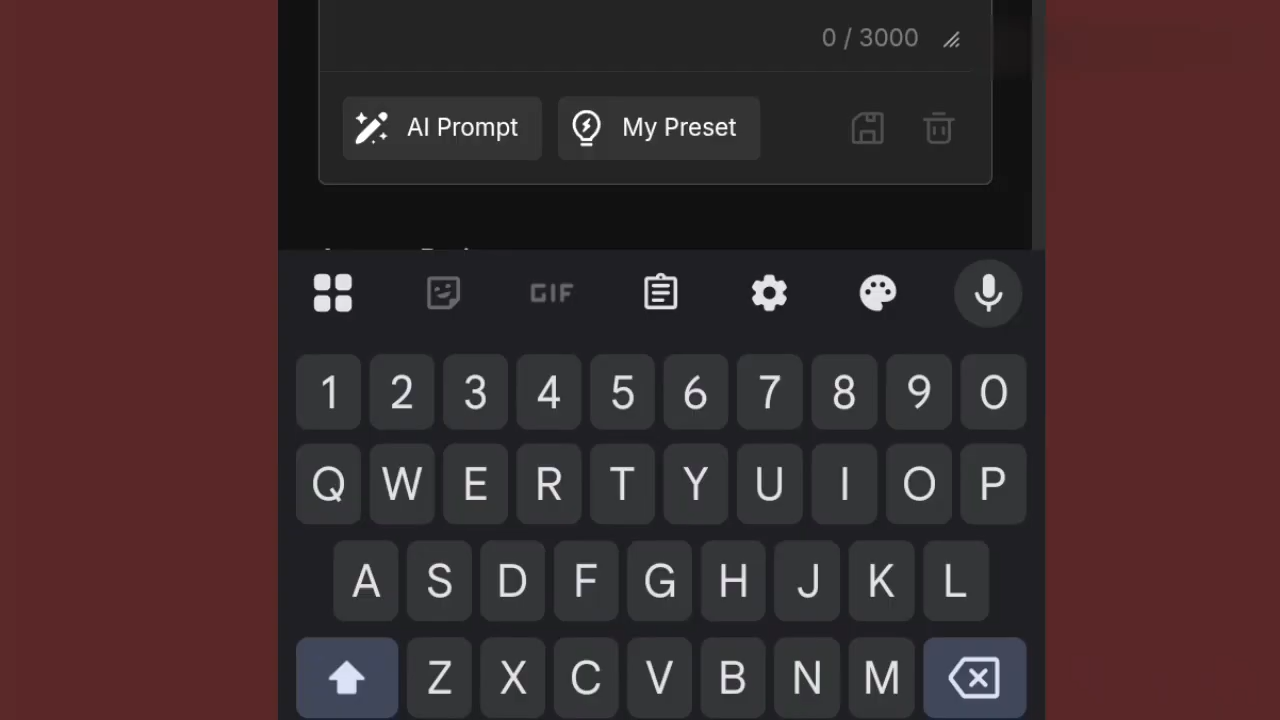 0 / 3000
AI Prompt My Preset
GIF
1 2 3 4 5 6 7 8 9 0
Q W E R T Y U I O P
A S D F G H J K L
Z X C V B N M